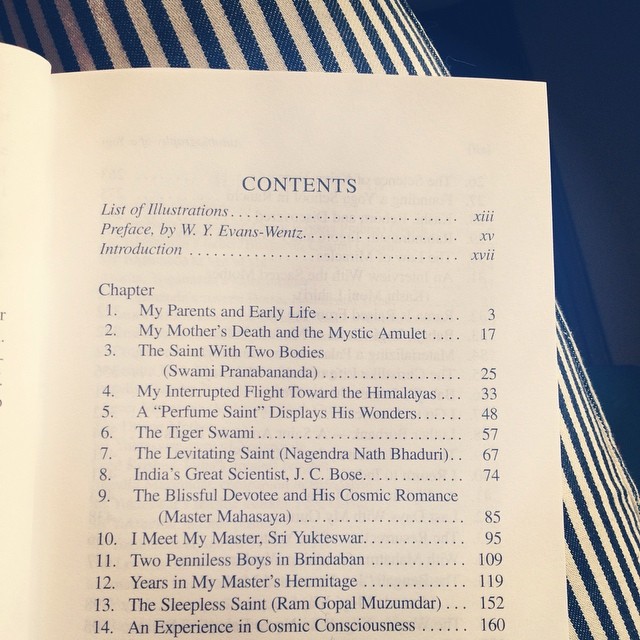 CONTENTS
List of Illustrations . . . . . . . . . . . . . . . . . . . . . . . . . . . xiii
Preface, by W. Y. Evans-Wentz. . . . . . . . . . . . . . . . . . xv
Introduction . . . . . . . . . . . . . . . . . . . . . . . . . . . . . . . . xvii
Chapter
1. My Parents and Early Life . . . . . . . . . . . . . . . . 3
2. My Mother's Death and the Mystic Amulet . . . . 17
3. The Saint With Two Bodies
(Swami Pranabananda) . . . . . . . . . . . . . . . . . 25
4. My Interrupted Flight Toward the Himalayas . . . 33
5. A “Perfume Saint” Displays His Wonders. . . . . . 48
6. The Tiger Swami . . . . . . . . . . . . . . . . . . . . . . . . 57
7. The Levitating Saint (Nagendra Nath Bhaduri). . 67
8. India's Great Scientist, J. C. Bose. . . . . . . . . . . . 74
9. The Blissful Devotee and His Cosmic Romance
(Master Mahasaya) . . . . . . . . . . . . . . . . . . . . 85
10. I Meet My Master, Sri Yukteswar. . . . . . . . . . . . 95
11. Two Penniless Boys in Brindaban . . . . . . . . . . . 109
12. Years in My Master's Hermitage . . . . . . . . . . . . 119
13. The Sleepless Saint (Ram Gopal Muzumdar) . . . 152
14. An Experience in Cosmic Consciousness . . . . . . 160